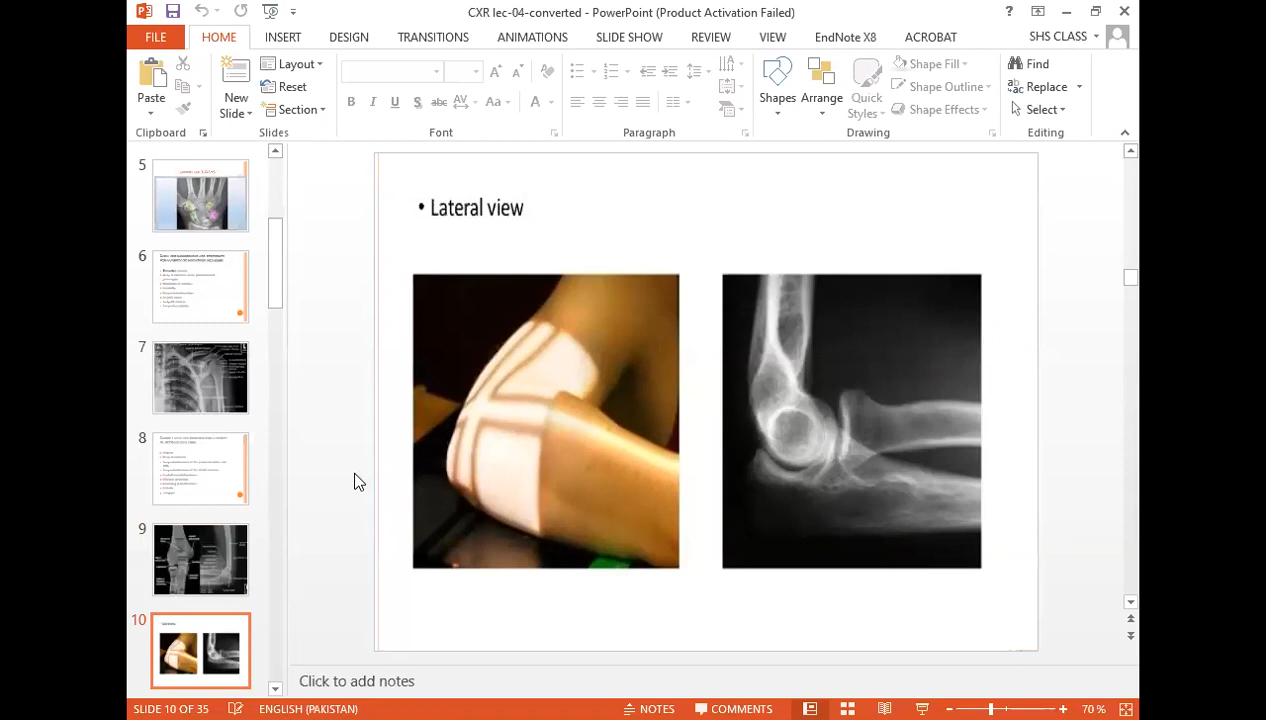 CXR lec-04-converted - PowerPoint (Product Activation Failed)
FILE HOME INSERT DESIGN TRANSITIONS ANIMATIONS SLIDE SHOW REVIEW VIEW EndNote X8 ACROBAT SHS CLASS
Paste
Clipboard
New Slide
Layout
Reset
Section
Slides
Font
Paragraph
Shapes
Arrange
Quick Styles
Shape Fill
Shape Outline
Shape Effects
Drawing
Find
Replace
Select
Editing
5
6
7
8
9
10
• Lateral view
Click to add notes
SLIDE 10 OF 35 ENGLISH (PAKISTAN) NOTES COMMENTS 70 %